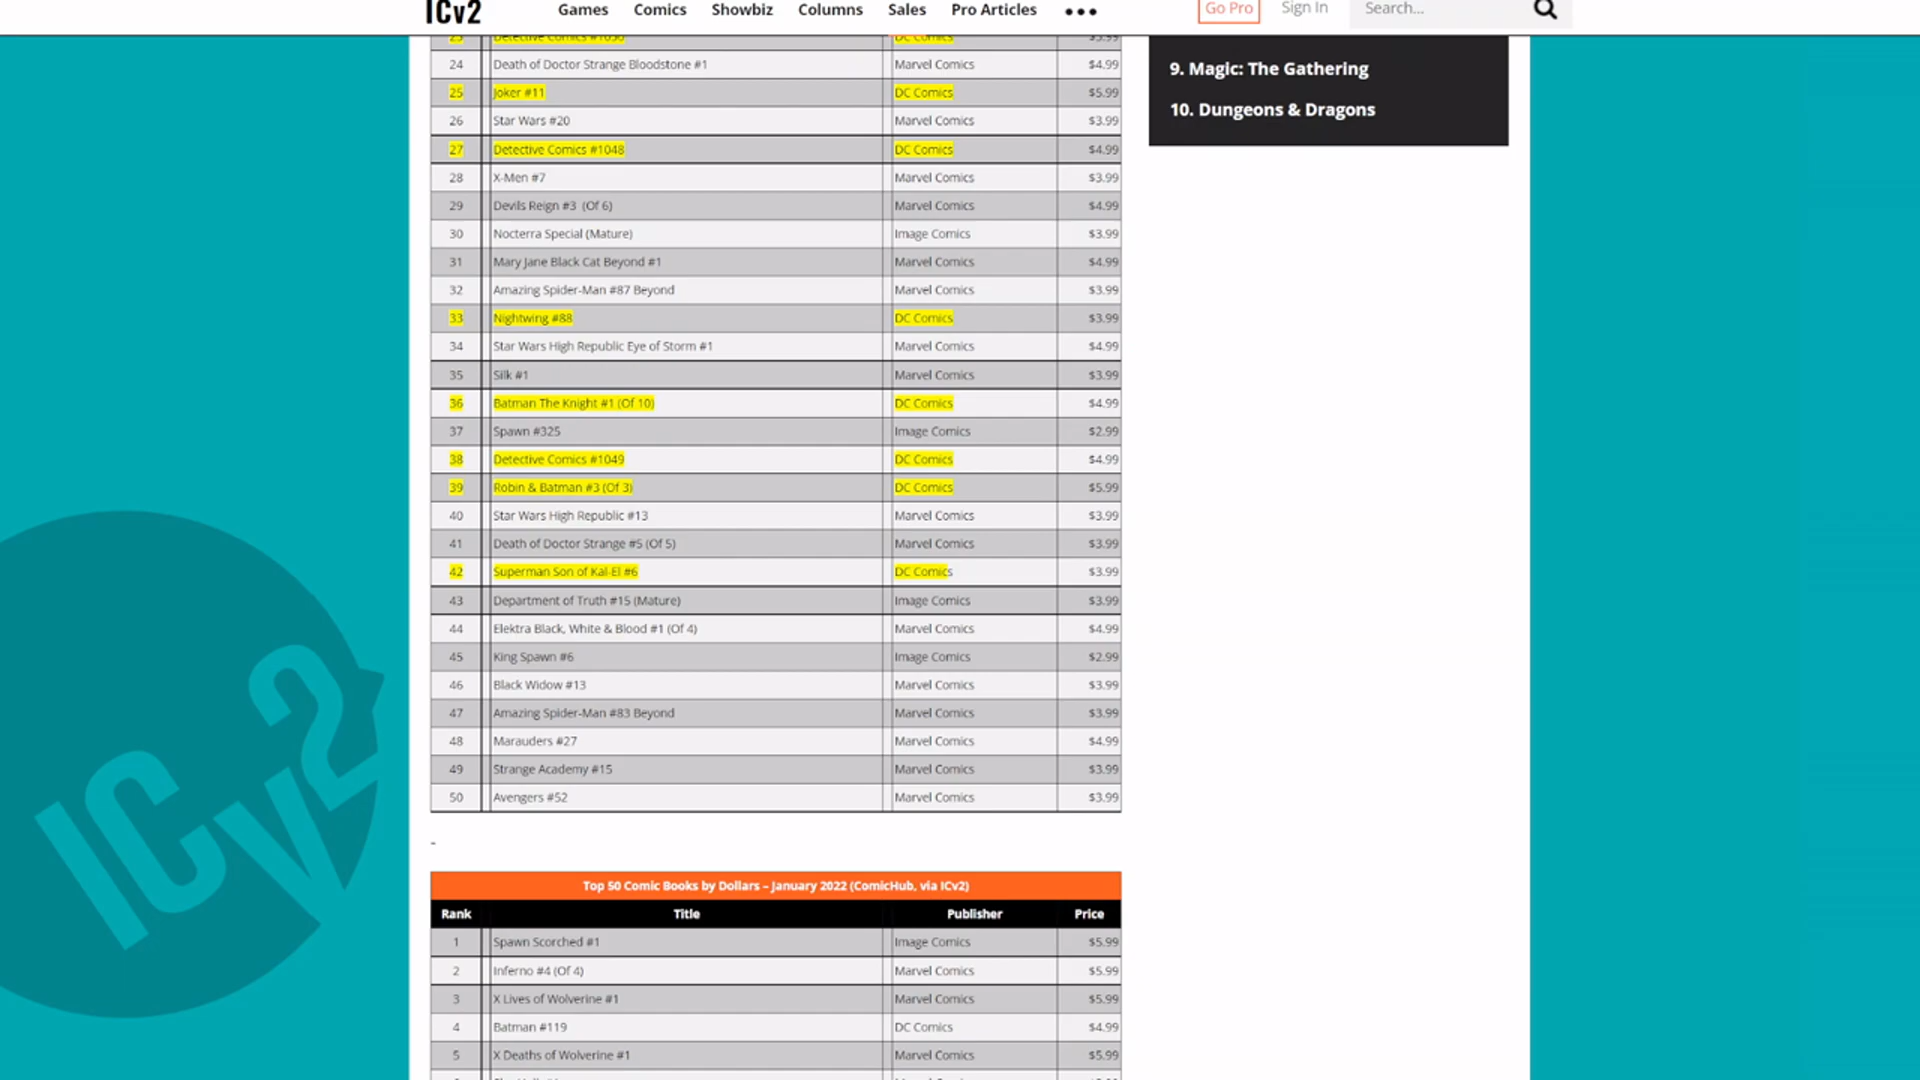 ICv2 Games Comics Showbiz Columns Sales Pro Articles ••• Go Pro Sign In Search...
23 Detective Comics #1050 DC Comics $5.99
24 Death of Doctor Strange Bloodstone #1 Marvel Comics $4.99
25 Joker #11 DC Comics $5.99
26 Star Wars #20 Marvel Comics $3.99
27 Detective Comics #1048 DC Comics $4.99
28 X-Men #7 Marvel Comics $3.99
29 Devils Reign #3 (Of 6) Marvel Comics $4.99
30 Nocterra Special (Mature) Image Comics $3.99
31 Mary Jane Black Cat Beyond #1 Marvel Comics $4.99
32 Amazing Spider-Man #87 Beyond Marvel Comics $3.99
33 Nightwing #88 DC Comics $3.99
34 Star Wars High Republic Eye of Storm #1 Marvel Comics $4.99
35 Silk #1 Marvel Comics $3.99
36 Batman The Knight #1 (Of 10) DC Comics $4.99
37 Spawn #325 Image Comics $2.99
38 Detective Comics #1049 DC Comics $4.99
39 Robin & Batman #3 (Of 3) DC Comics $5.99
40 Star Wars High Republic #13 Marvel Comics $3.99
41 Death of Doctor Strange #5 (Of 5) Marvel Comics $3.99
42 Superman Son of Kal-El #6 DC Comics $3.99
43 Department of Truth #15 (Mature) Image Comics $3.99
44 Elektra Black, White & Blood #1 (Of 4) Marvel Comics $4.99
45 King Spawn #6 Image Comics $2.99
46 Black Widow #13 Marvel Comics $3.99
47 Amazing Spider-Man #83 Beyond Marvel Comics $3.99
48 Marauders #27 Marvel Comics $4.99
49 Strange Academy #15 Marvel Comics $3.99
50 Avengers #52 Marvel Comics $3.99
-
Top 50 Comic Books by Dollars – January 2022 (ComicHub, via ICv2)
Rank Title Publisher Price
1 Spawn Scorched #1 Image Comics $5.99
2 Inferno #4 (Of 4) Marvel Comics $5.99
3 X Lives of Wolverine #1 Marvel Comics $5.99
4 Batman #119 DC Comics $4.99
5 X Deaths of Wolverine #1 Marvel Comics $5.99
9. Magic: The Gathering
10. Dungeons & Dragons
ICv2